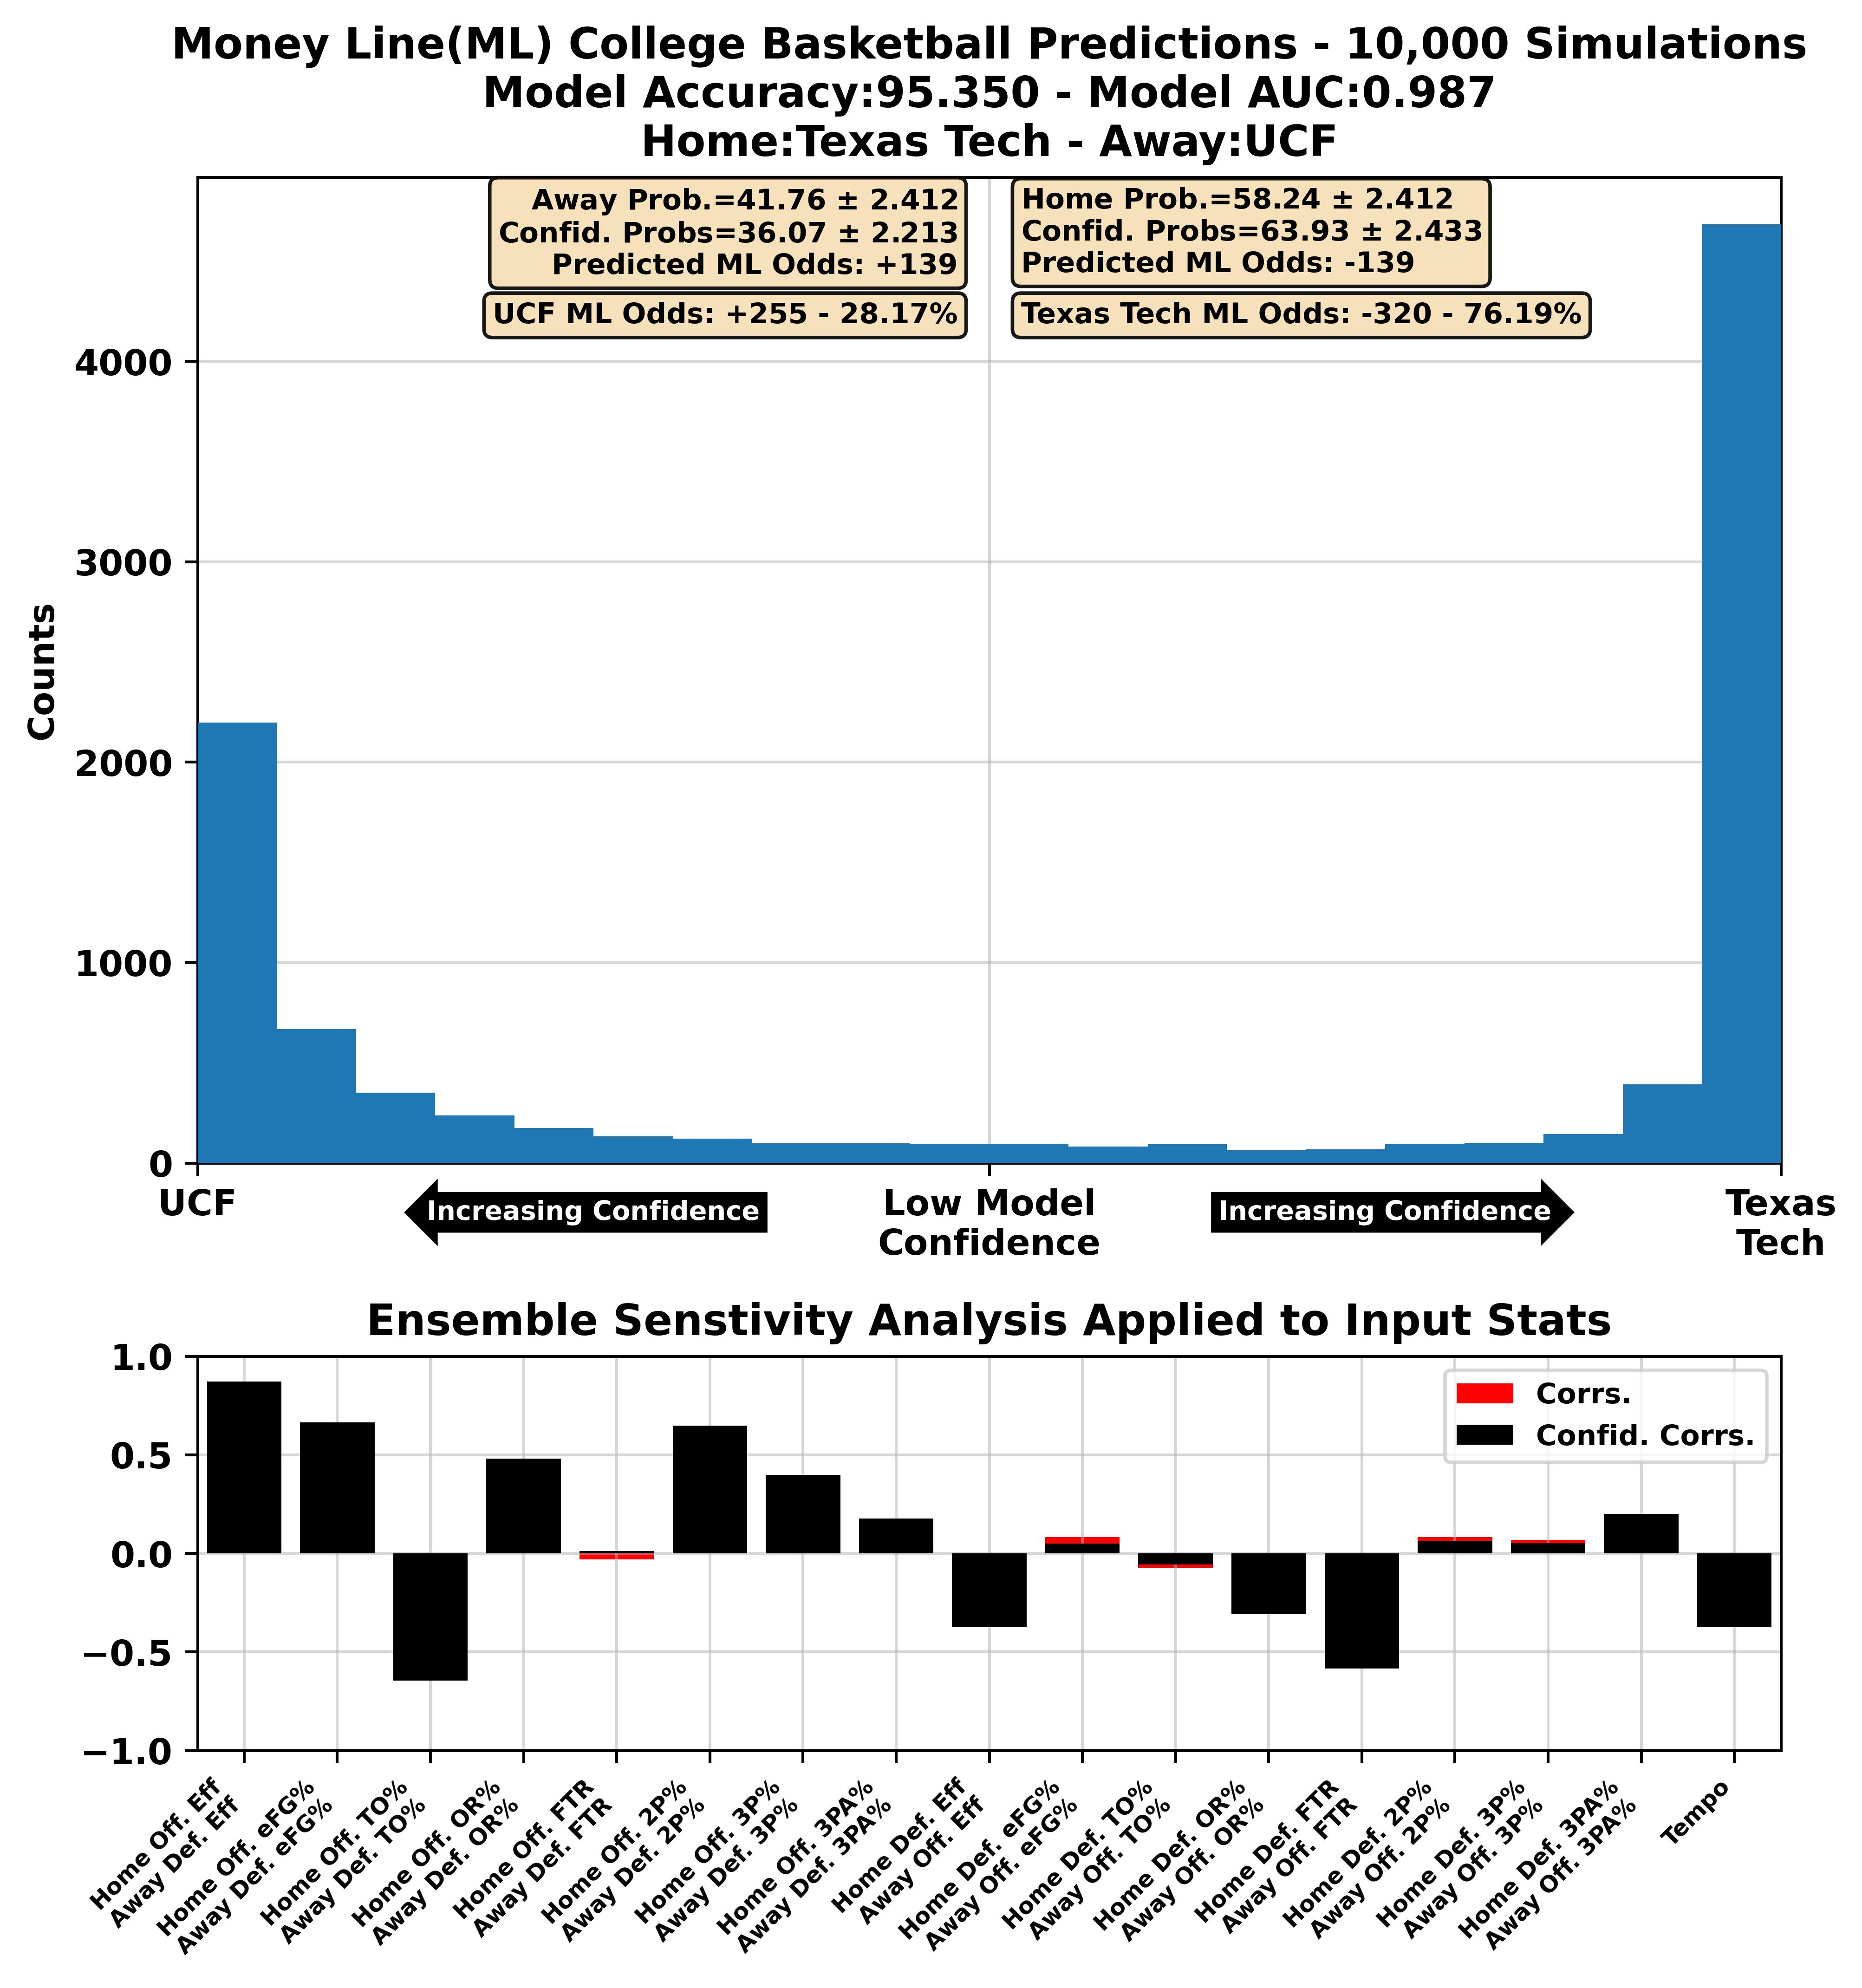 Money Line(ML) College Basketball Predictions - 10,000 Simulations
Model Accuracy:95.350 - Model AUC:0.987
Home:Texas Tech - Away:UCF
Away Prob.=41.76 ± 2.412
Confid. Probs=36.07 ± 2.213
Predicted ML Odds: +139
UCF ML Odds: +255 - 28.17%
Home Prob.=58.24 ± 2.412
Confid. Probs=63.93 ± 2.433
Predicted ML Odds: -139
Texas Tech ML Odds: -320 - 76.19%
Counts
4000
3000
2000
1000
0
UCF
Increasing Confidence
Low Model
Confidence
Increasing Confidence
Texas
Tech
Ensemble Senstivity Analysis Applied to Input Stats
1.0
0.5
0.0
−0.5
−1.0
Corrs.
Confid. Corrs.
Home Off. Eff
Away Def. Eff
Home Off. eFG%
Away Def. eFG%
Home Off. TO%
Away Def. TO%
Home Off. OR%
Away Def. OR%
Home Off. FTR
Away Def. FTR
Home Off. 2P%
Away Def. 2P%
Home Off. 3P%
Away Def. 3P%
Home Off. 3PA%
Away Def. 3PA%
Home Def. Eff
Away Off. Eff
Home Def. eFG%
Away Off. eFG%
Home Def. TO%
Away Off. TO%
Home Def. OR%
Away Off. OR%
Home Def. FTR
Away Off. FTR
Home Def. 2P%
Away Off. 2P%
Home Def. 3P%
Away Off. 3P%
Home Def. 3PA%
Away Off. 3PA%
Tempo